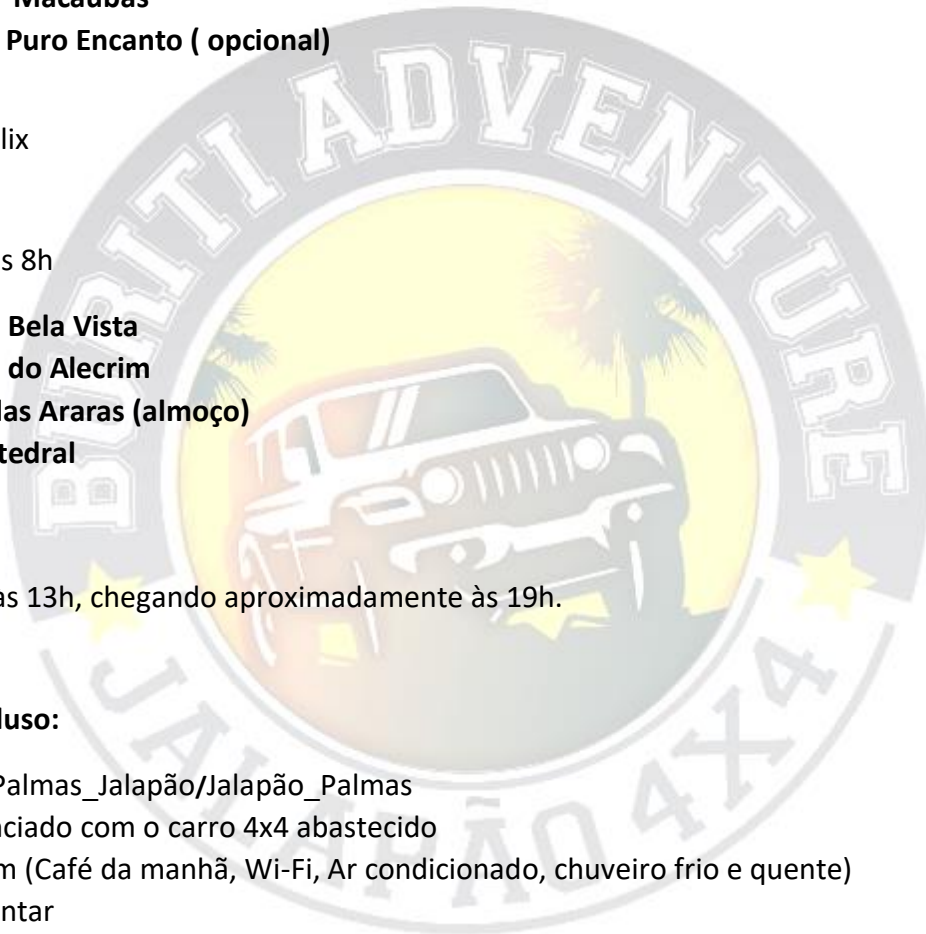 Macaúbas
Puro Encanto ( opcional)
lix
s 8h
Bela Vista
do Alecrim
das Araras (almoço)
tedral
as 13h, chegando aproximadamente às 19h.
luso:
Palmas_Jalapão/Jalapão_Palmas
nciado com o carro 4x4 abastecido
m (Café da manhã, Wi-Fi, Ar condicionado, chuveiro frio e quente)
ntar
BURITI ADVENTURE
JALAPÃO 4X4